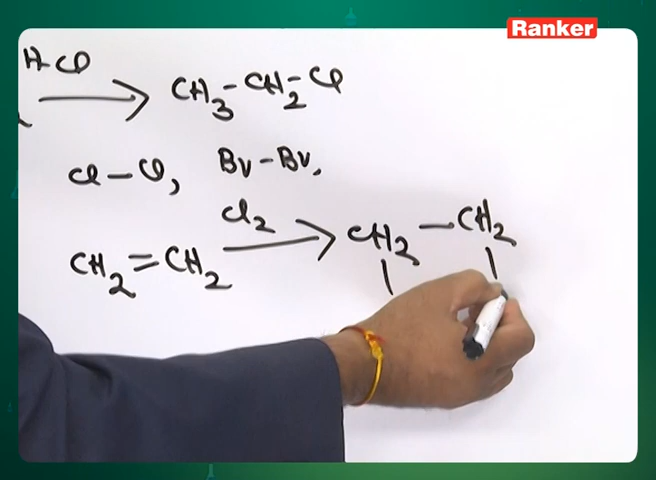 Ranker
HCl
⟶ CH₃-CH₂-Cl
Cl-Cl, Br-Br,
Cl₂
CH₂=CH₂ ⟶ CH₂-CH₂